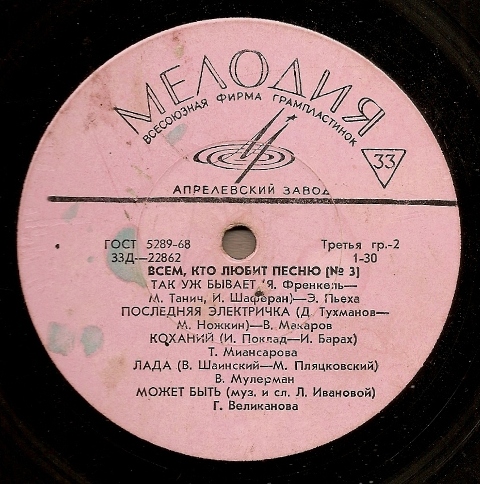 МЕЛОДИЯ
ВСЕСОЮЗНАЯ ФИРМА ГРАМПЛАСТИНОК
33
АПРЕЛЕВСКИЙ ЗАВОД
ГОСТ 5289-68 Третья гр.-2
33Д—22862 1-30
ВСЕМ, КТО ЛЮБИТ ПЕСНЮ (№ 3)
ТАК УЖ БЫВАЕТ (Я. Френкель—
М. Танич, И. Шаферан)—Э. Пьеха
ПОСЛЕДНЯЯ ЭЛЕКТРИЧКА (Д. Тухманов—
М. Ножкин)—В. Макаров
КОХАНИЙ (И. Поклад—И. Барах)
Т. Миансарова
ЛАДА (В. Шаинский—М. Пляцковский)
В. Мулерман
МОЖЕТ БЫТЬ (муз. и сл. Л. Ивановой)
Г. Великанова